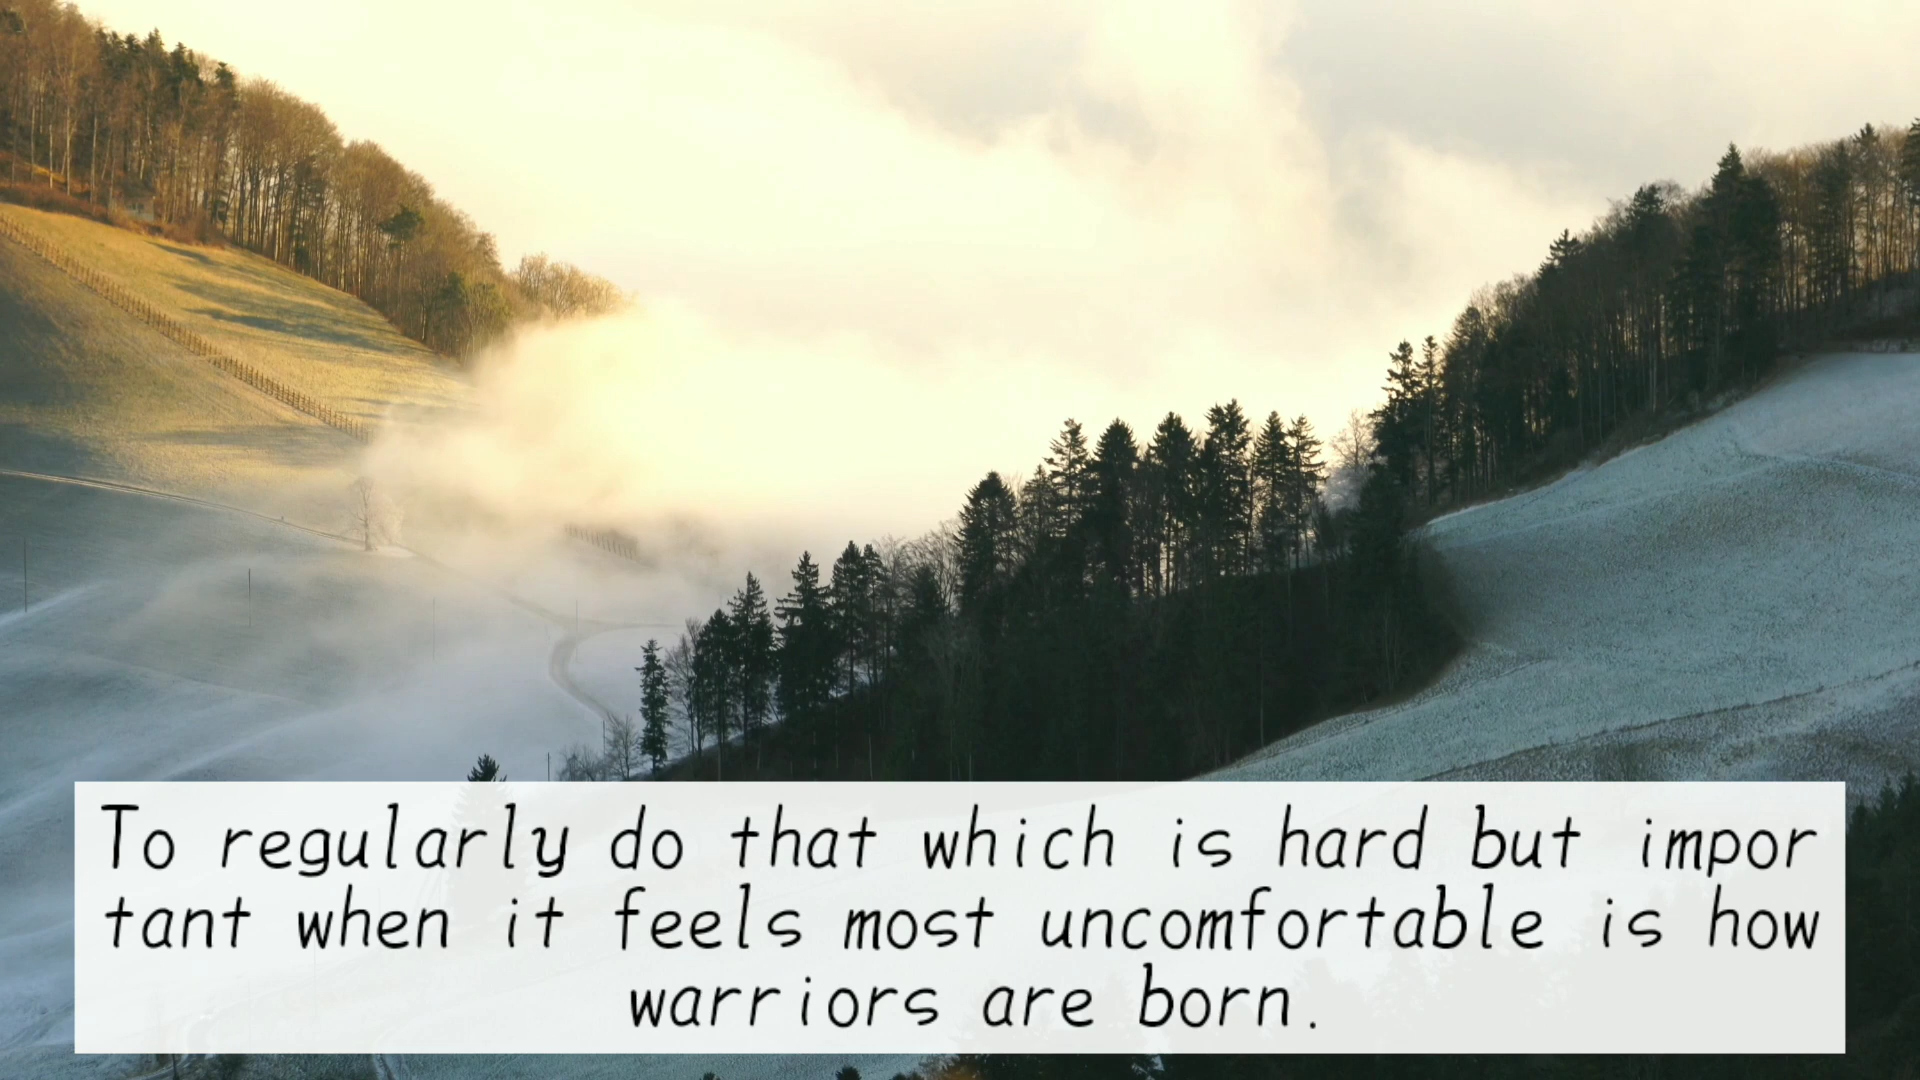 To regularly do that which is hard but impor
tant when it feels most uncomfortable is how
warriors are born.